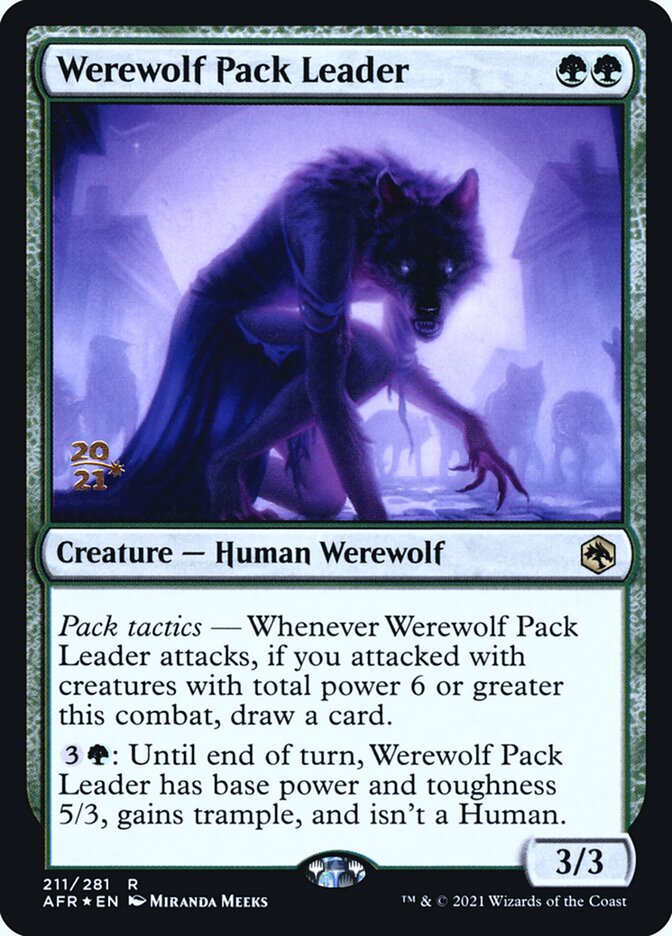 Werewolf Pack Leader
20
21
Creature — Human Werewolf
Pack tactics — Whenever Werewolf Pack
Leader attacks, if you attacked with
creatures with total power 6 or greater
this combat, draw a card.
3: Until end of turn, Werewolf Pack
Leader has base power and toughness
5/3, gains trample, and isn't a Human.
3/3
211/281 R
AFR★EN Miranda Meeks
™ & © 2021 Wizards of the Coast